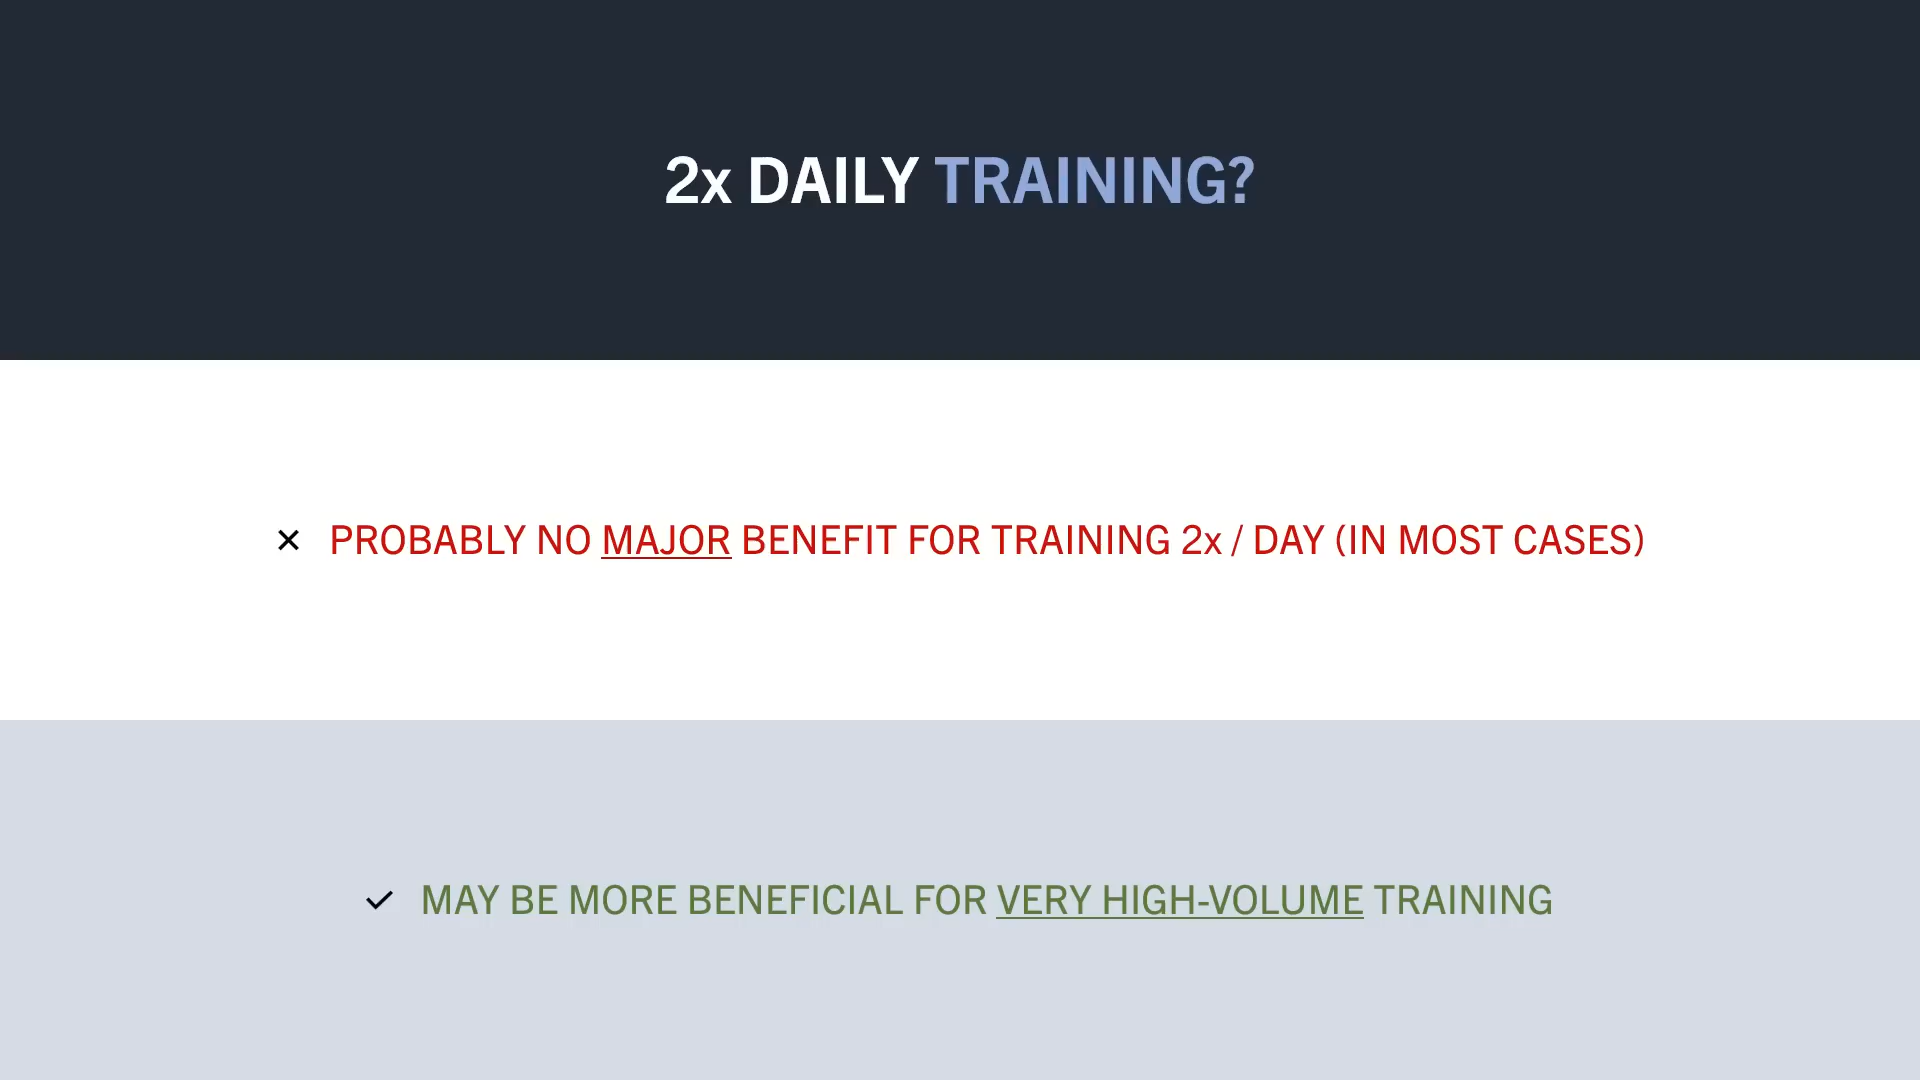 2x DAILY TRAINING?
✕ PROBABLY NO MAJOR BENEFIT FOR TRAINING 2x / DAY (IN MOST CASES)
✓ MAY BE MORE BENEFICIAL FOR VERY HIGH-VOLUME TRAINING